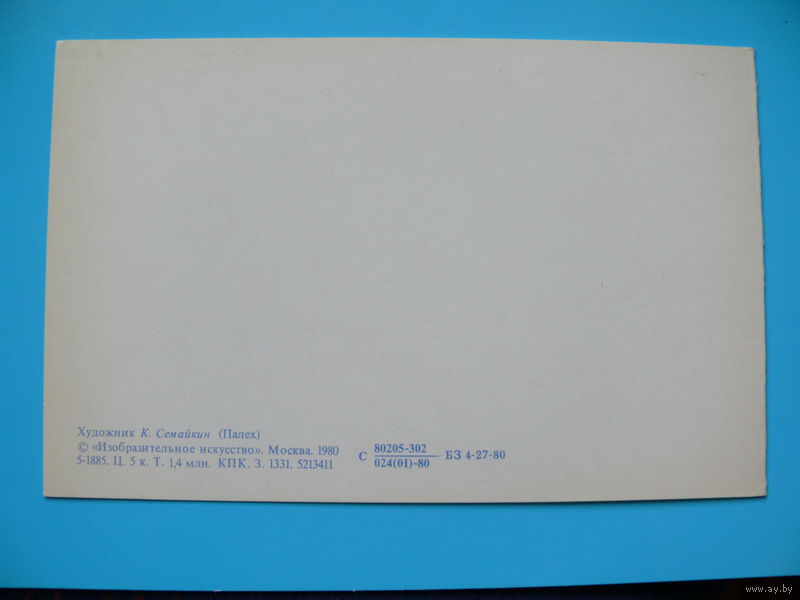 Художник К. Семайкин (Палех)
© «Изобразительное искусство». Москва. 1980
5-1885. Ц. 5 к. Т. 1,4 млн. КПК. З. 1331. 5213411
С 80205-302
024(01)-80
БЗ 4-27-80
www.ay.by